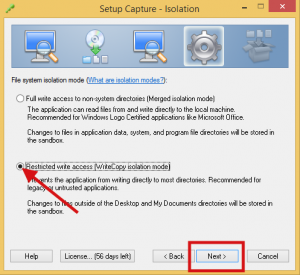 Setup Capture - Isolation
File system isolation mode (What are isolation modes?):
Full write access to non-system directories (Merged isolation mode)
The application can read files from and write directly to the local machine.
Recommended for Windows Logo Certified applications like Microsoft Office.
Changes to files in application data, system, and program file directories will be stored in
the sandbox.
Restricted write access (WriteCopy isolation mode)
Prevents the application from writing directly to most directories. Recommended for
legacy or untrusted applications.
Changes to files outside of the Desktop and My Documents directories will be stored in
the sandbox.
Help
License... (56 days left)
< Back
Next >
Cancel